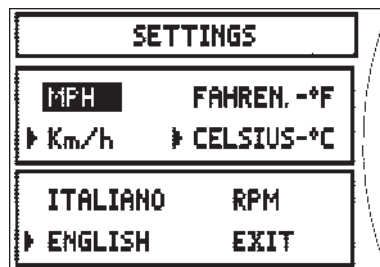 SETTINGS
MPH FAHREN.-°F
Km/h CELSIUS-°C
ITALIANO RPM
ENGLISH EXIT